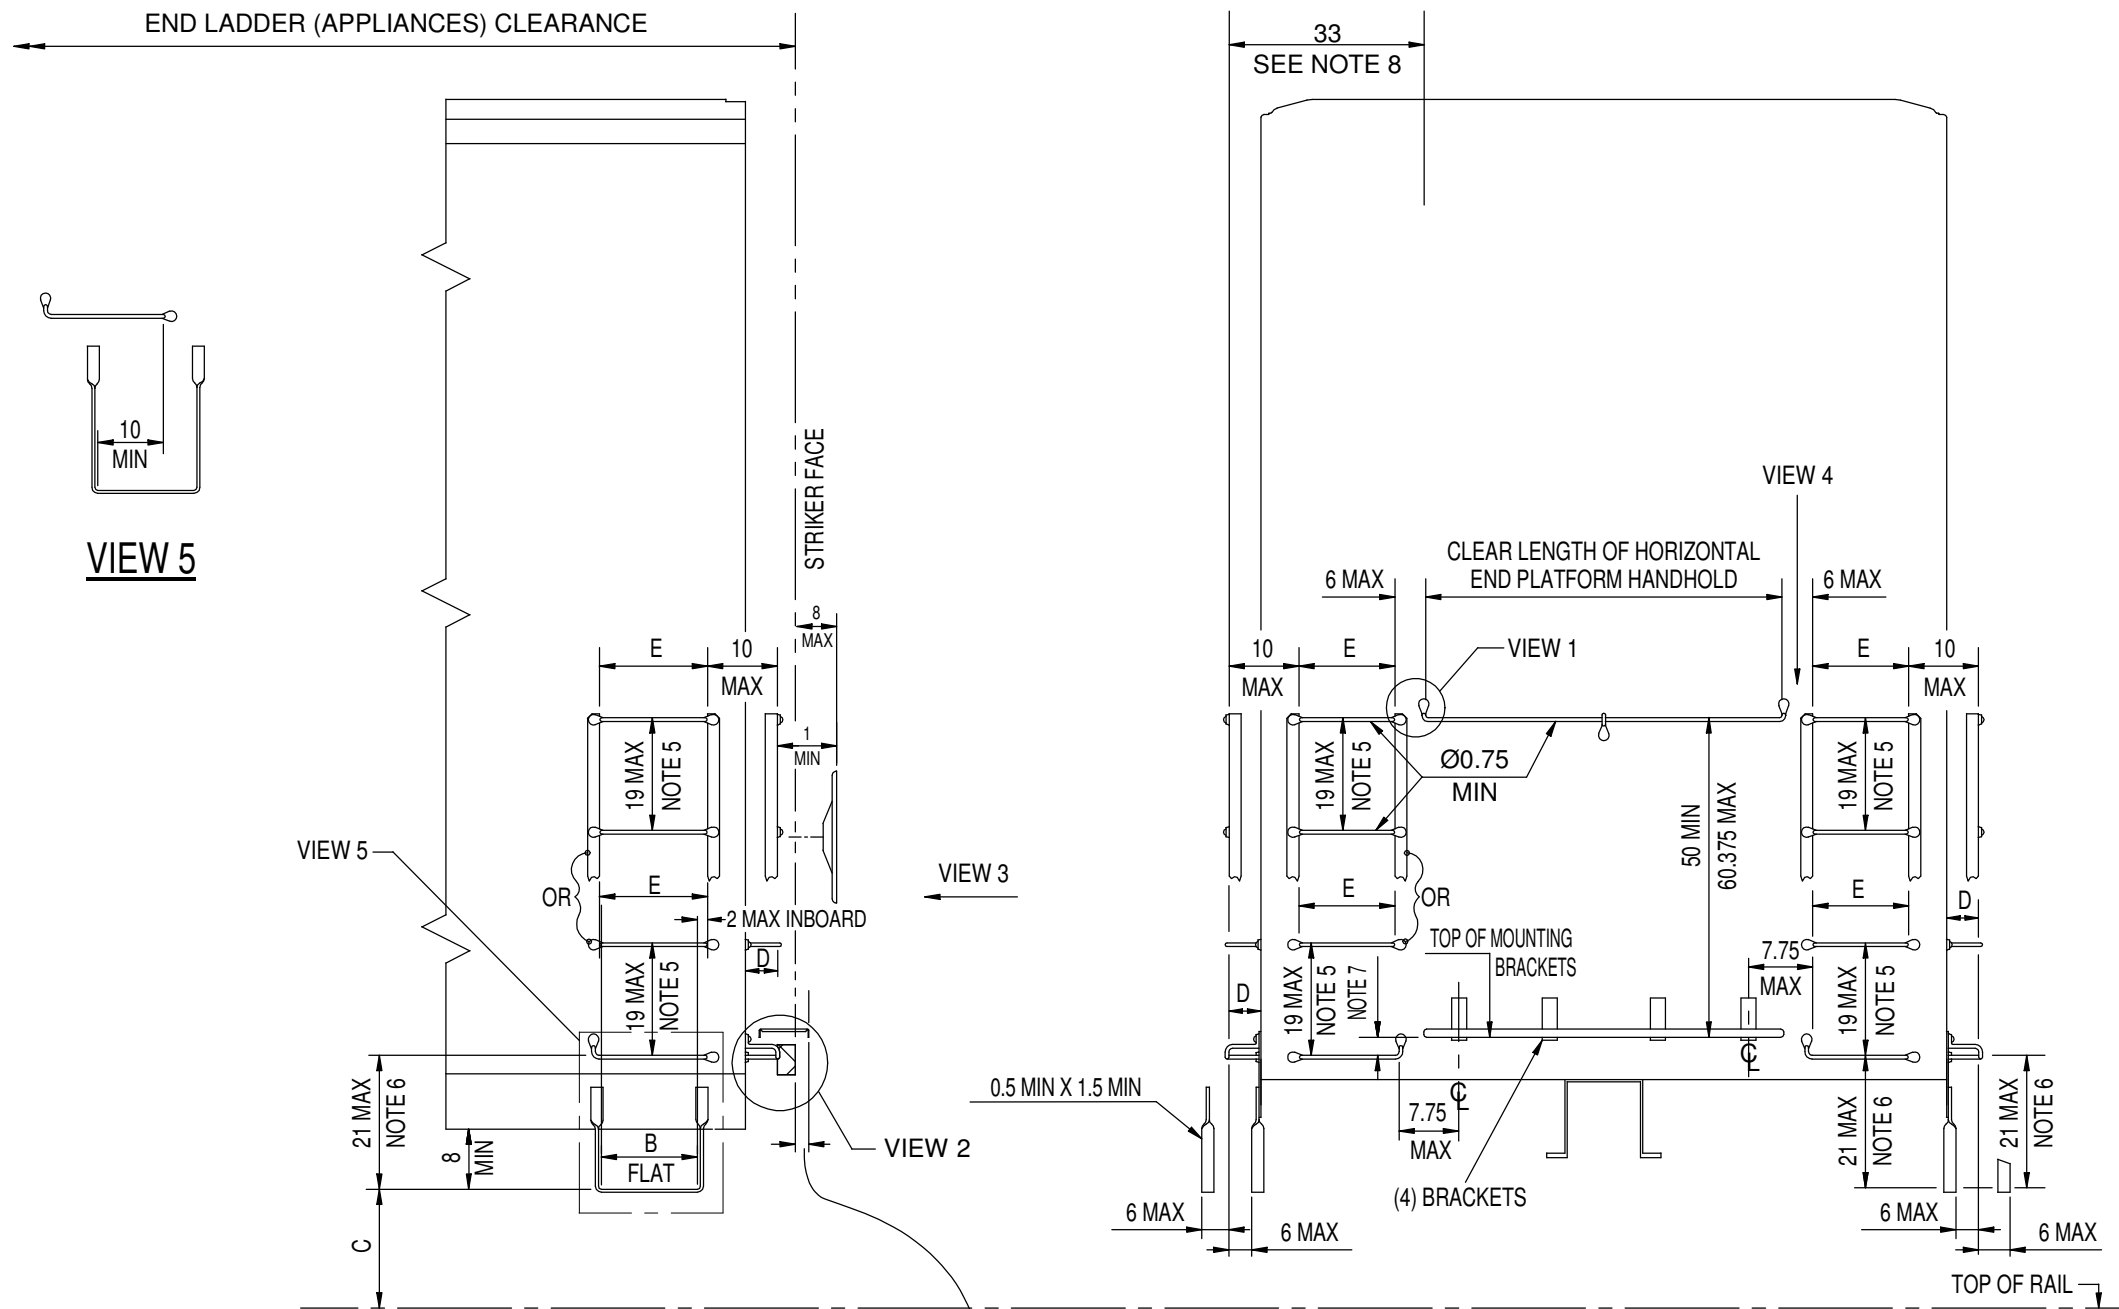 END LADDER (APPLIANCES) CLEARANCE
33
SEE NOTE 8
10
MIN
VIEW 5
STRIKER FACE
8
MAX
E
10
MAX
19 MAX
NOTE 5
1
MIN
VIEW 5
OR
E
2 MAX INBOARD
VIEW 3
19 MAX
NOTE 5
D
21 MAX
NOTE 6
8
MIN
B
FLAT
VIEW 2
C
VIEW 4
CLEAR LENGTH OF HORIZONTAL
END PLATFORM HANDHOLD
6 MAX
6 MAX
10
MAX
E
VIEW 1
E
10
MAX
19 MAX
NOTE 5
Ø0.75
MIN
50 MIN
60.375 MAX
19 MAX
NOTE 5
E
OR
E
D
TOP OF MOUNTING
BRACKETS
7.75
MAX
D
19 MAX
NOTE 5
NOTE 7
19 MAX
NOTE 5
CL
CL
0.5 MIN X 1.5 MIN
7.75
MAX
(4) BRACKETS
21 MAX
NOTE 6
21 MAX
NOTE 6
6 MAX
6 MAX
6 MAX
6 MAX
TOP OF RAIL